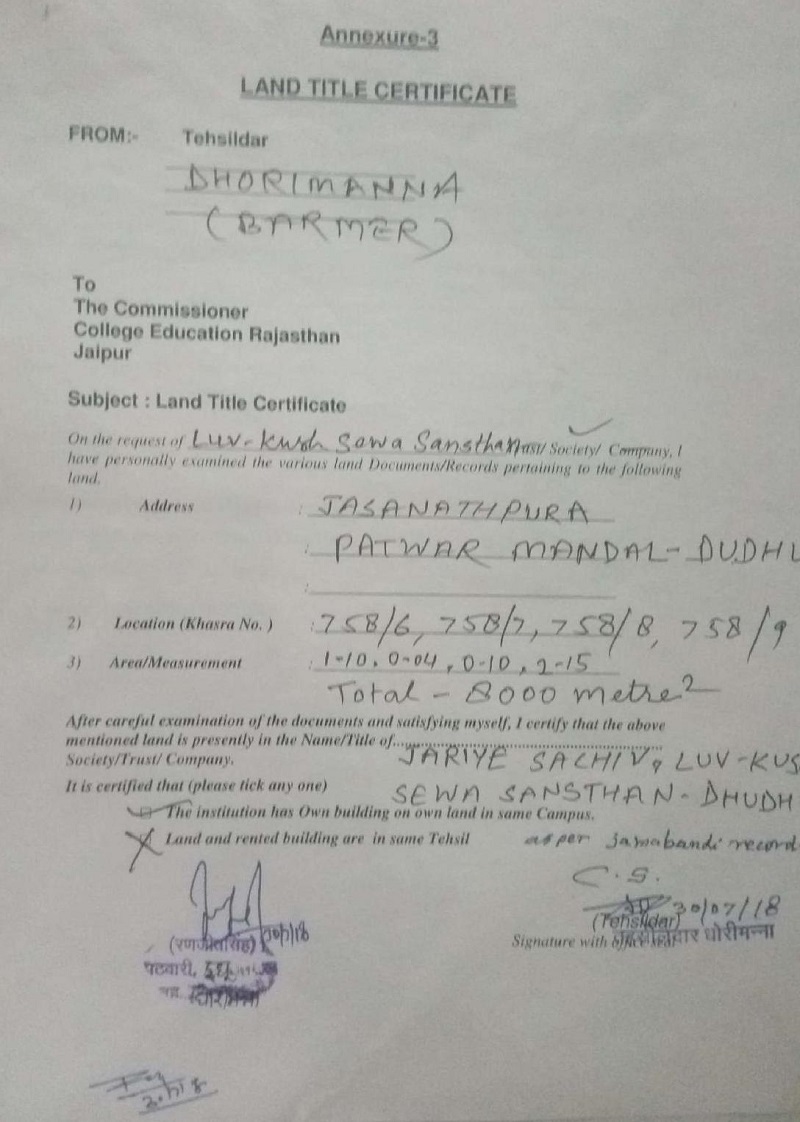 Annexure-3
LAND TITLE CERTIFICATE
FROM:- Tehsildar
DHORIMANNA
(BARMER)
To
The Commissioner
College Education Rajasthan
Jaipur
Subject : Land Title Certificate
On the request of Luv-Kush Sewa Sansthan Trust/ Society/ Company, I
have personally examined the various land Documents/Records pertaining to the following
land.
1) Address : JASANATHPURA
: PATWAR MANDAL-DUDHU
:
2) Location (Khasra No. ) : 758/6, 758/7, 758/8, 758/9
3) Area/Measurement : 1-10, 0-04, 0-10, 2-15
Total - 8000 metre2
After careful examination of the documents and satisfying myself, I certify that the above
mentioned land is presently in the Name/Title of..............................
Society/Trust/ Company. JARIYE SACHIV, LUV-KUS
It is certified that (please tick any one) SEWA SANSTHAN-DHUDH
The institution has Own building on own land in same Campus.
Land and rented building are in same Tehsil as per jamabandi record
C.S.
30/07/18
(Tehsildar)
Signature with तहसीलदार धोरीमन्ना
(रणजीतसिंह)
पटवारी,
30/7/18